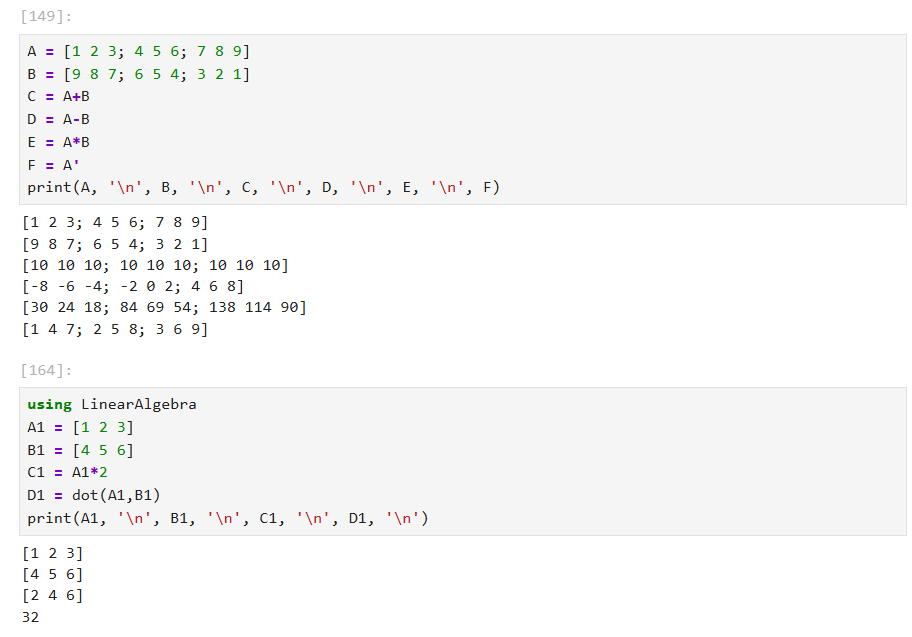 [149]:
A = [1 2 3; 4 5 6; 7 8 9]
B = [9 8 7; 6 5 4; 3 2 1]
C = A+B
D = A-B
E = A*B
F = A'
print(A, '\n', B, '\n', C, '\n', D, '\n', E, '\n', F)
[1 2 3; 4 5 6; 7 8 9]
[9 8 7; 6 5 4; 3 2 1]
[10 10 10; 10 10 10; 10 10 10]
[-8 -6 -4; -2 0 2; 4 6 8]
[30 24 18; 84 69 54; 138 114 90]
[1 4 7; 2 5 8; 3 6 9]
[164]:
using LinearAlgebra
A1 = [1 2 3]
B1 = [4 5 6]
C1 = A1*2
D1 = dot(A1,B1)
print(A1, '\n', B1, '\n', C1, '\n', D1, '\n')
[1 2 3]
[4 5 6]
[2 4 6]
32